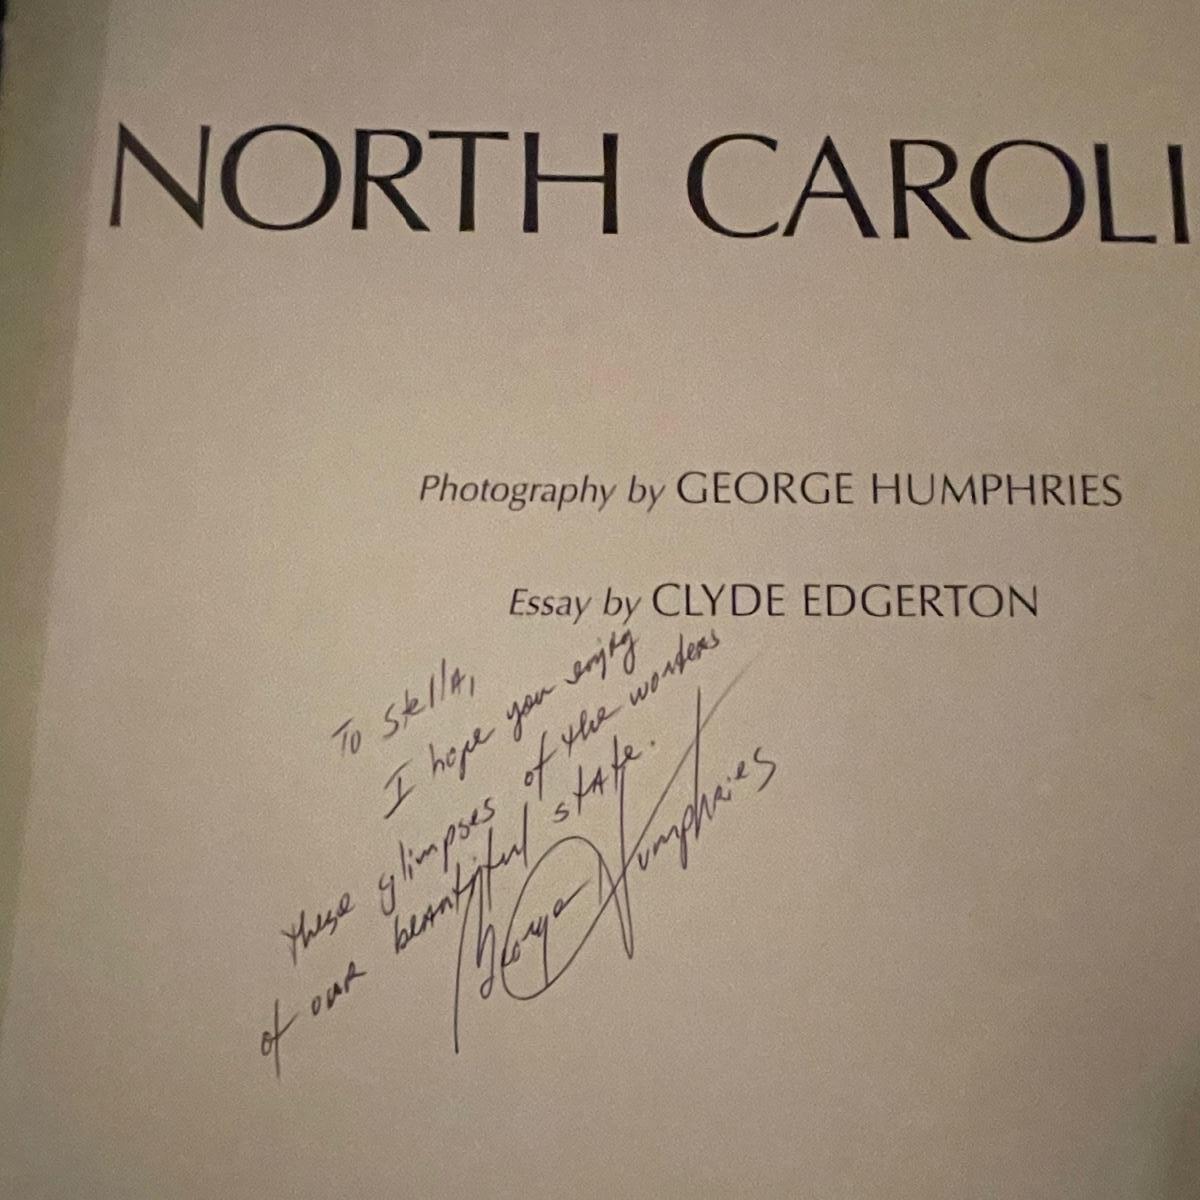 NORTH CAROLI
Photography by GEORGE HUMPHRIES
Essay by CLYDE EDGERTON
To Stella,
I hope you enjoy
these glimpses of the wonders
of our beautiful state.
George Humphries